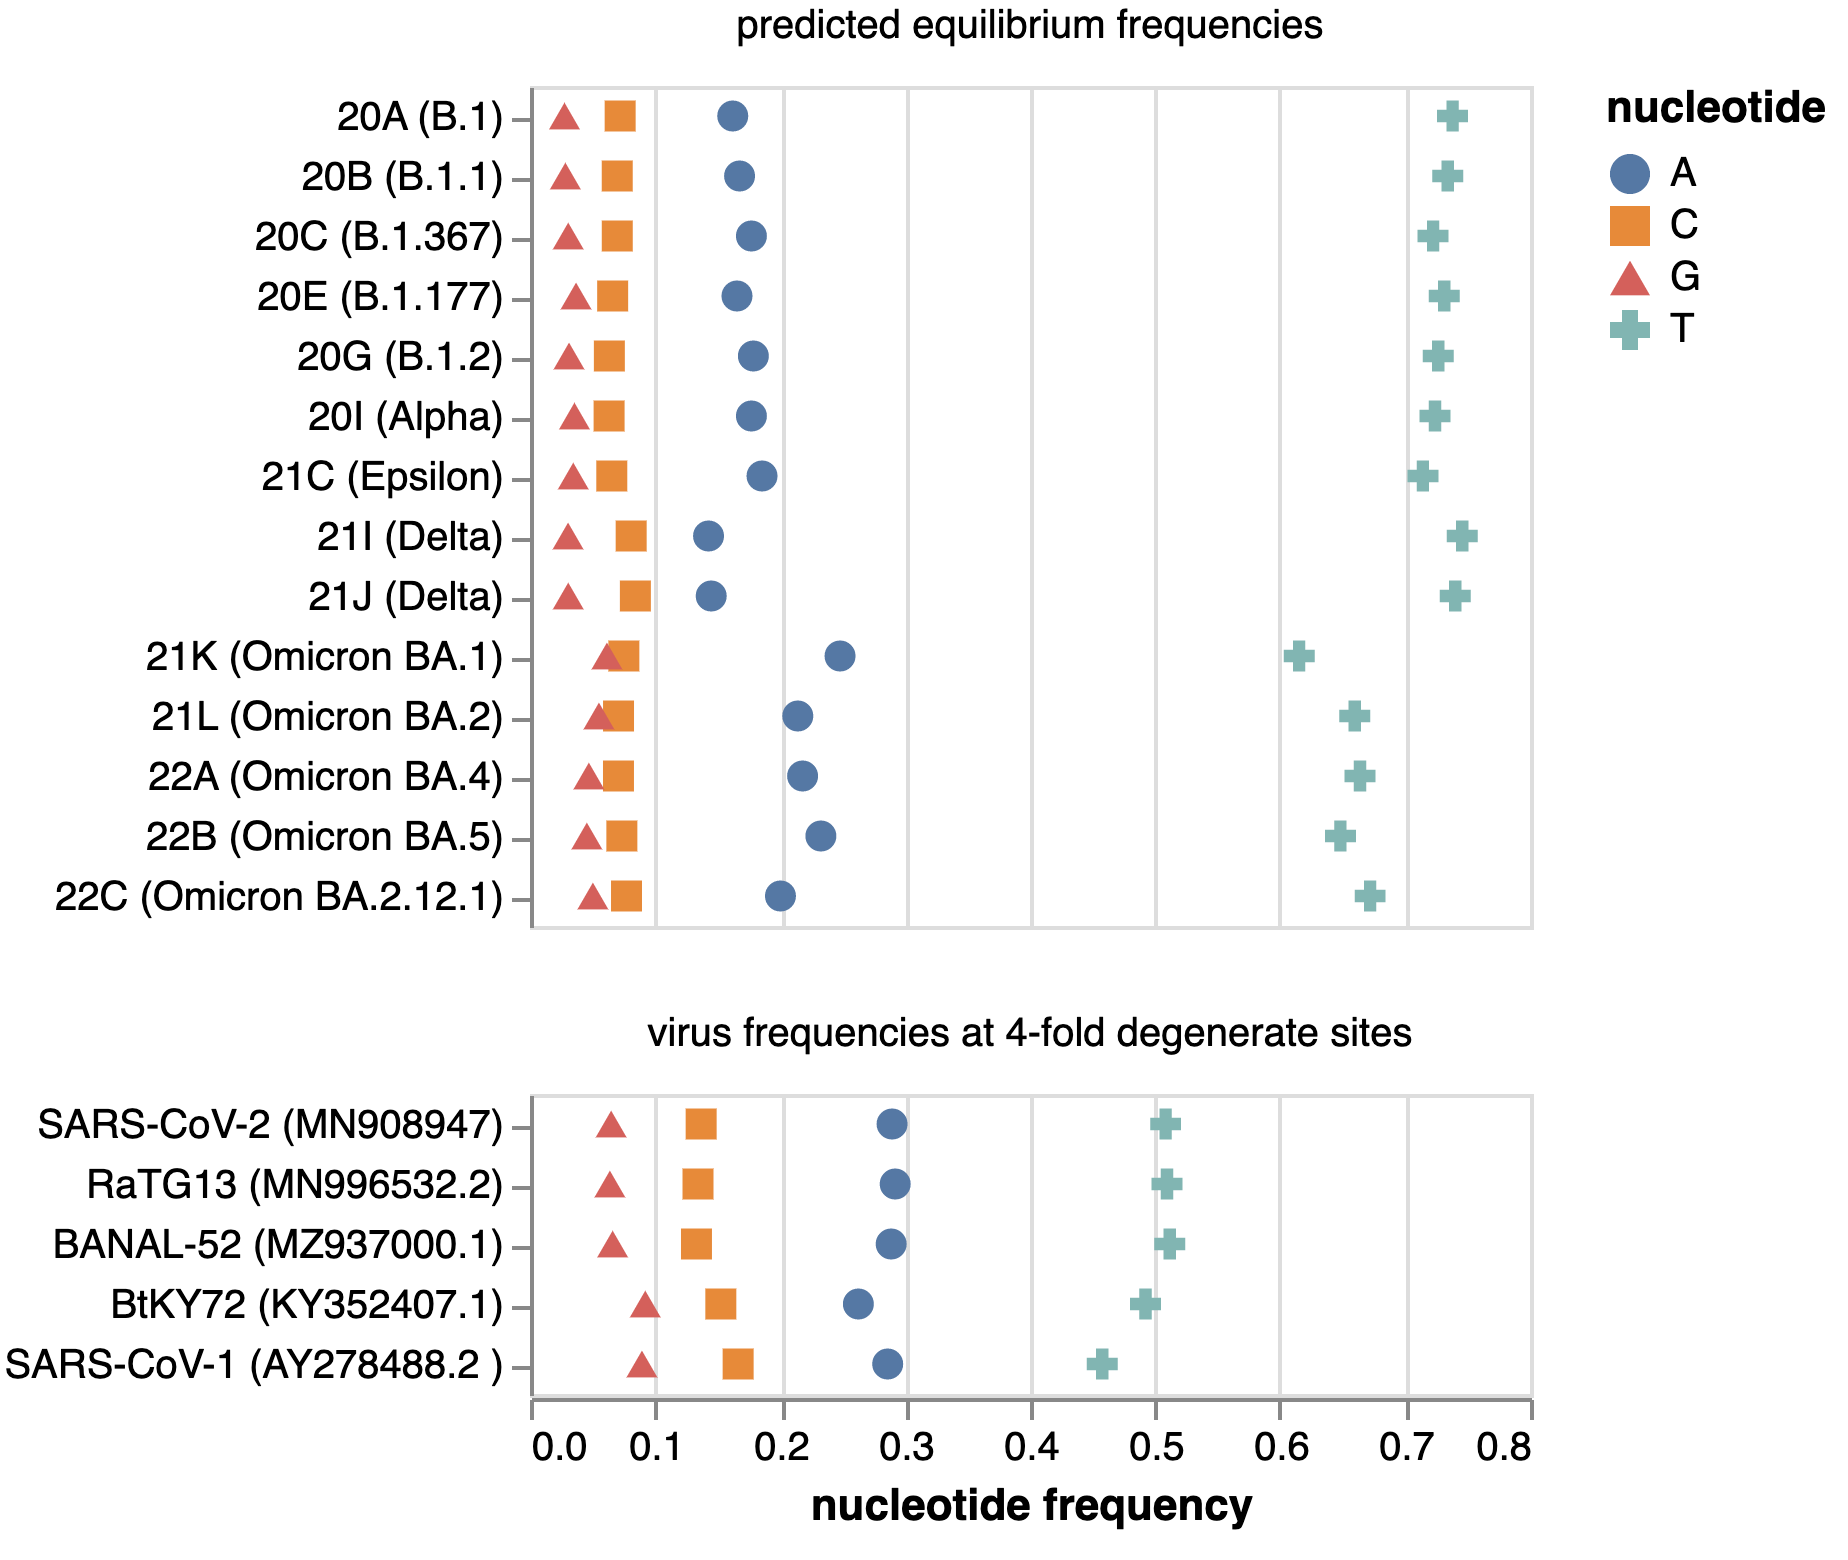 predicted equilibrium frequencies
20A (B.1)
20B (B.1.1)
20C (B.1.367)
20E (B.1.177)
20G (B.1.2)
20I (Alpha)
21C (Epsilon)
21I (Delta)
21J (Delta)
21K (Omicron BA.1)
21L (Omicron BA.2)
22A (Omicron BA.4)
22B (Omicron BA.5)
22C (Omicron BA.2.12.1)
nucleotide
A
C
G
T
virus frequencies at 4-fold degenerate sites
SARS-CoV-2 (MN908947)
RaTG13 (MN996532.2)
BANAL-52 (MZ937000.1)
BtKY72 (KY352407.1)
SARS-CoV-1 (AY278488.2 )
0.0 0.1 0.2 0.3 0.4 0.5 0.6 0.7 0.8
nucleotide frequency